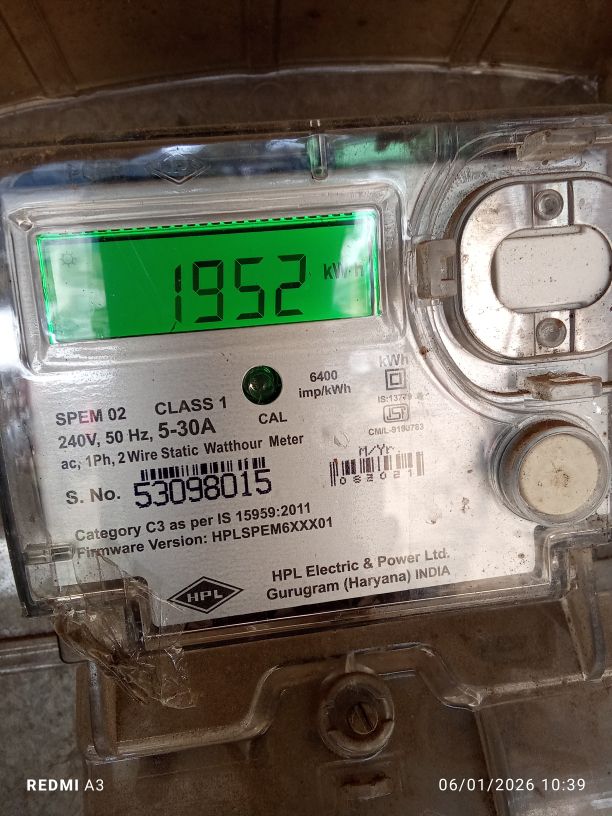 1952 kWh
kWh
6400
imp/kWh
IS:13779
CM/L-9190783
SPEM 02 CLASS 1
CAL
240V, 50 Hz, 5-30A
ac, 1Ph, 2 Wire Static Watthour Meter
M/Yr.
082021
S. No. 53098015
Category C3 as per IS 15959:2011
Firmware Version: HPLSPEM6XXX01
HPL
HPL Electric & Power Ltd.
Gurugram (Haryana) INDIA
REDMI A3
06/01/2026 10:39